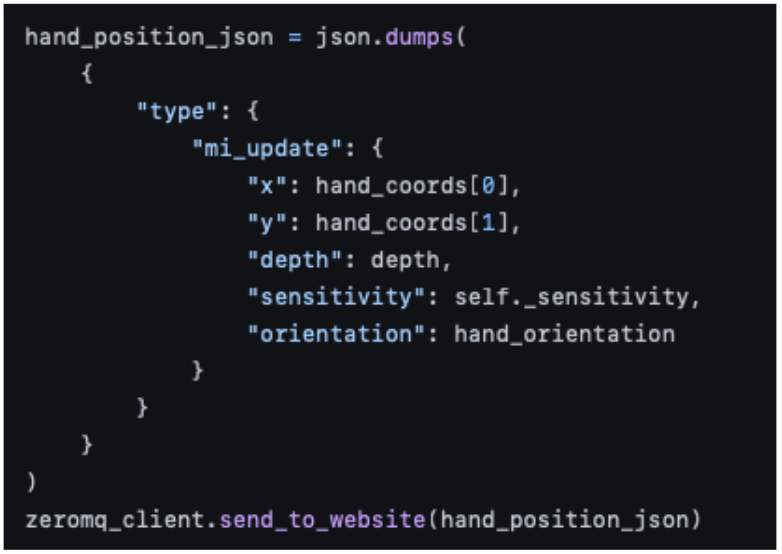 hand_position_json = json.dumps(
    {
        "type": {
            "mi_update": {
                "x": hand_coords[0],
                "y": hand_coords[1],
                "depth": depth,
                "sensitivity": self._sensitivity,
                "orientation": hand_orientation
            }
        }
    }
)
zeromq_client.send_to_website(hand_position_json)